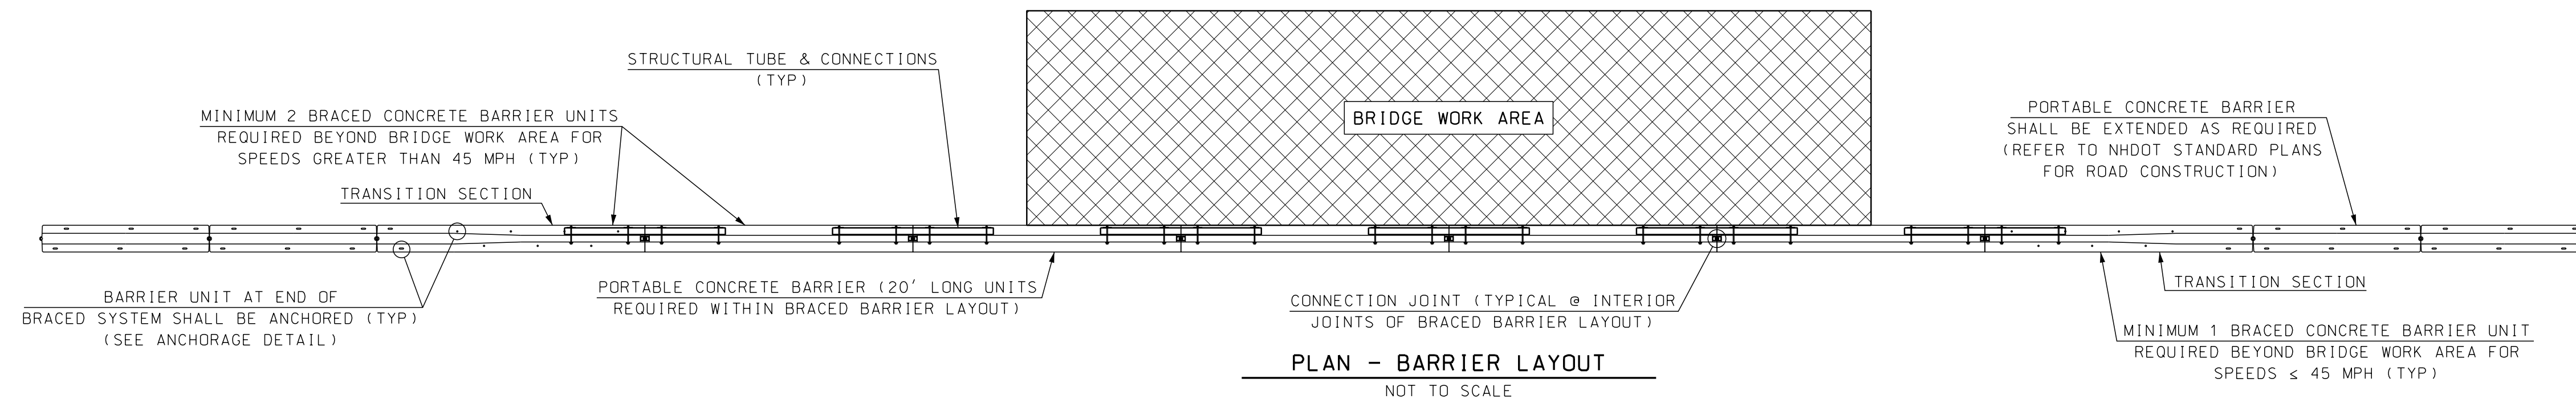 STRUCTURAL TUBE & CONNECTIONS
(TYP)
MINIMUM 2 BRACED CONCRETE BARRIER UNITS
REQUIRED BEYOND BRIDGE WORK AREA FOR
SPEEDS GREATER THAN 45 MPH (TYP)
TRANSITION SECTION
BRIDGE WORK AREA
PORTABLE CONCRETE BARRIER
SHALL BE EXTENDED AS REQUIRED
(REFER TO NHDOT STANDARD PLANS
FOR ROAD CONSTRUCTION)
BARRIER UNIT AT END OF
BRACED SYSTEM SHALL BE ANCHORED (TYP)
(SEE ANCHORAGE DETAIL)
PORTABLE CONCRETE BARRIER (20' LONG UNITS
REQUIRED WITHIN BRACED BARRIER LAYOUT)
CONNECTION JOINT (TYPICAL @ INTERIOR
JOINTS OF BRACED BARRIER LAYOUT)
TRANSITION SECTION
MINIMUM 1 BRACED CONCRETE BARRIER UNIT
REQUIRED BEYOND BRIDGE WORK AREA FOR
SPEEDS ≤ 45 MPH (TYP)
PLAN - BARRIER LAYOUT
NOT TO SCALE